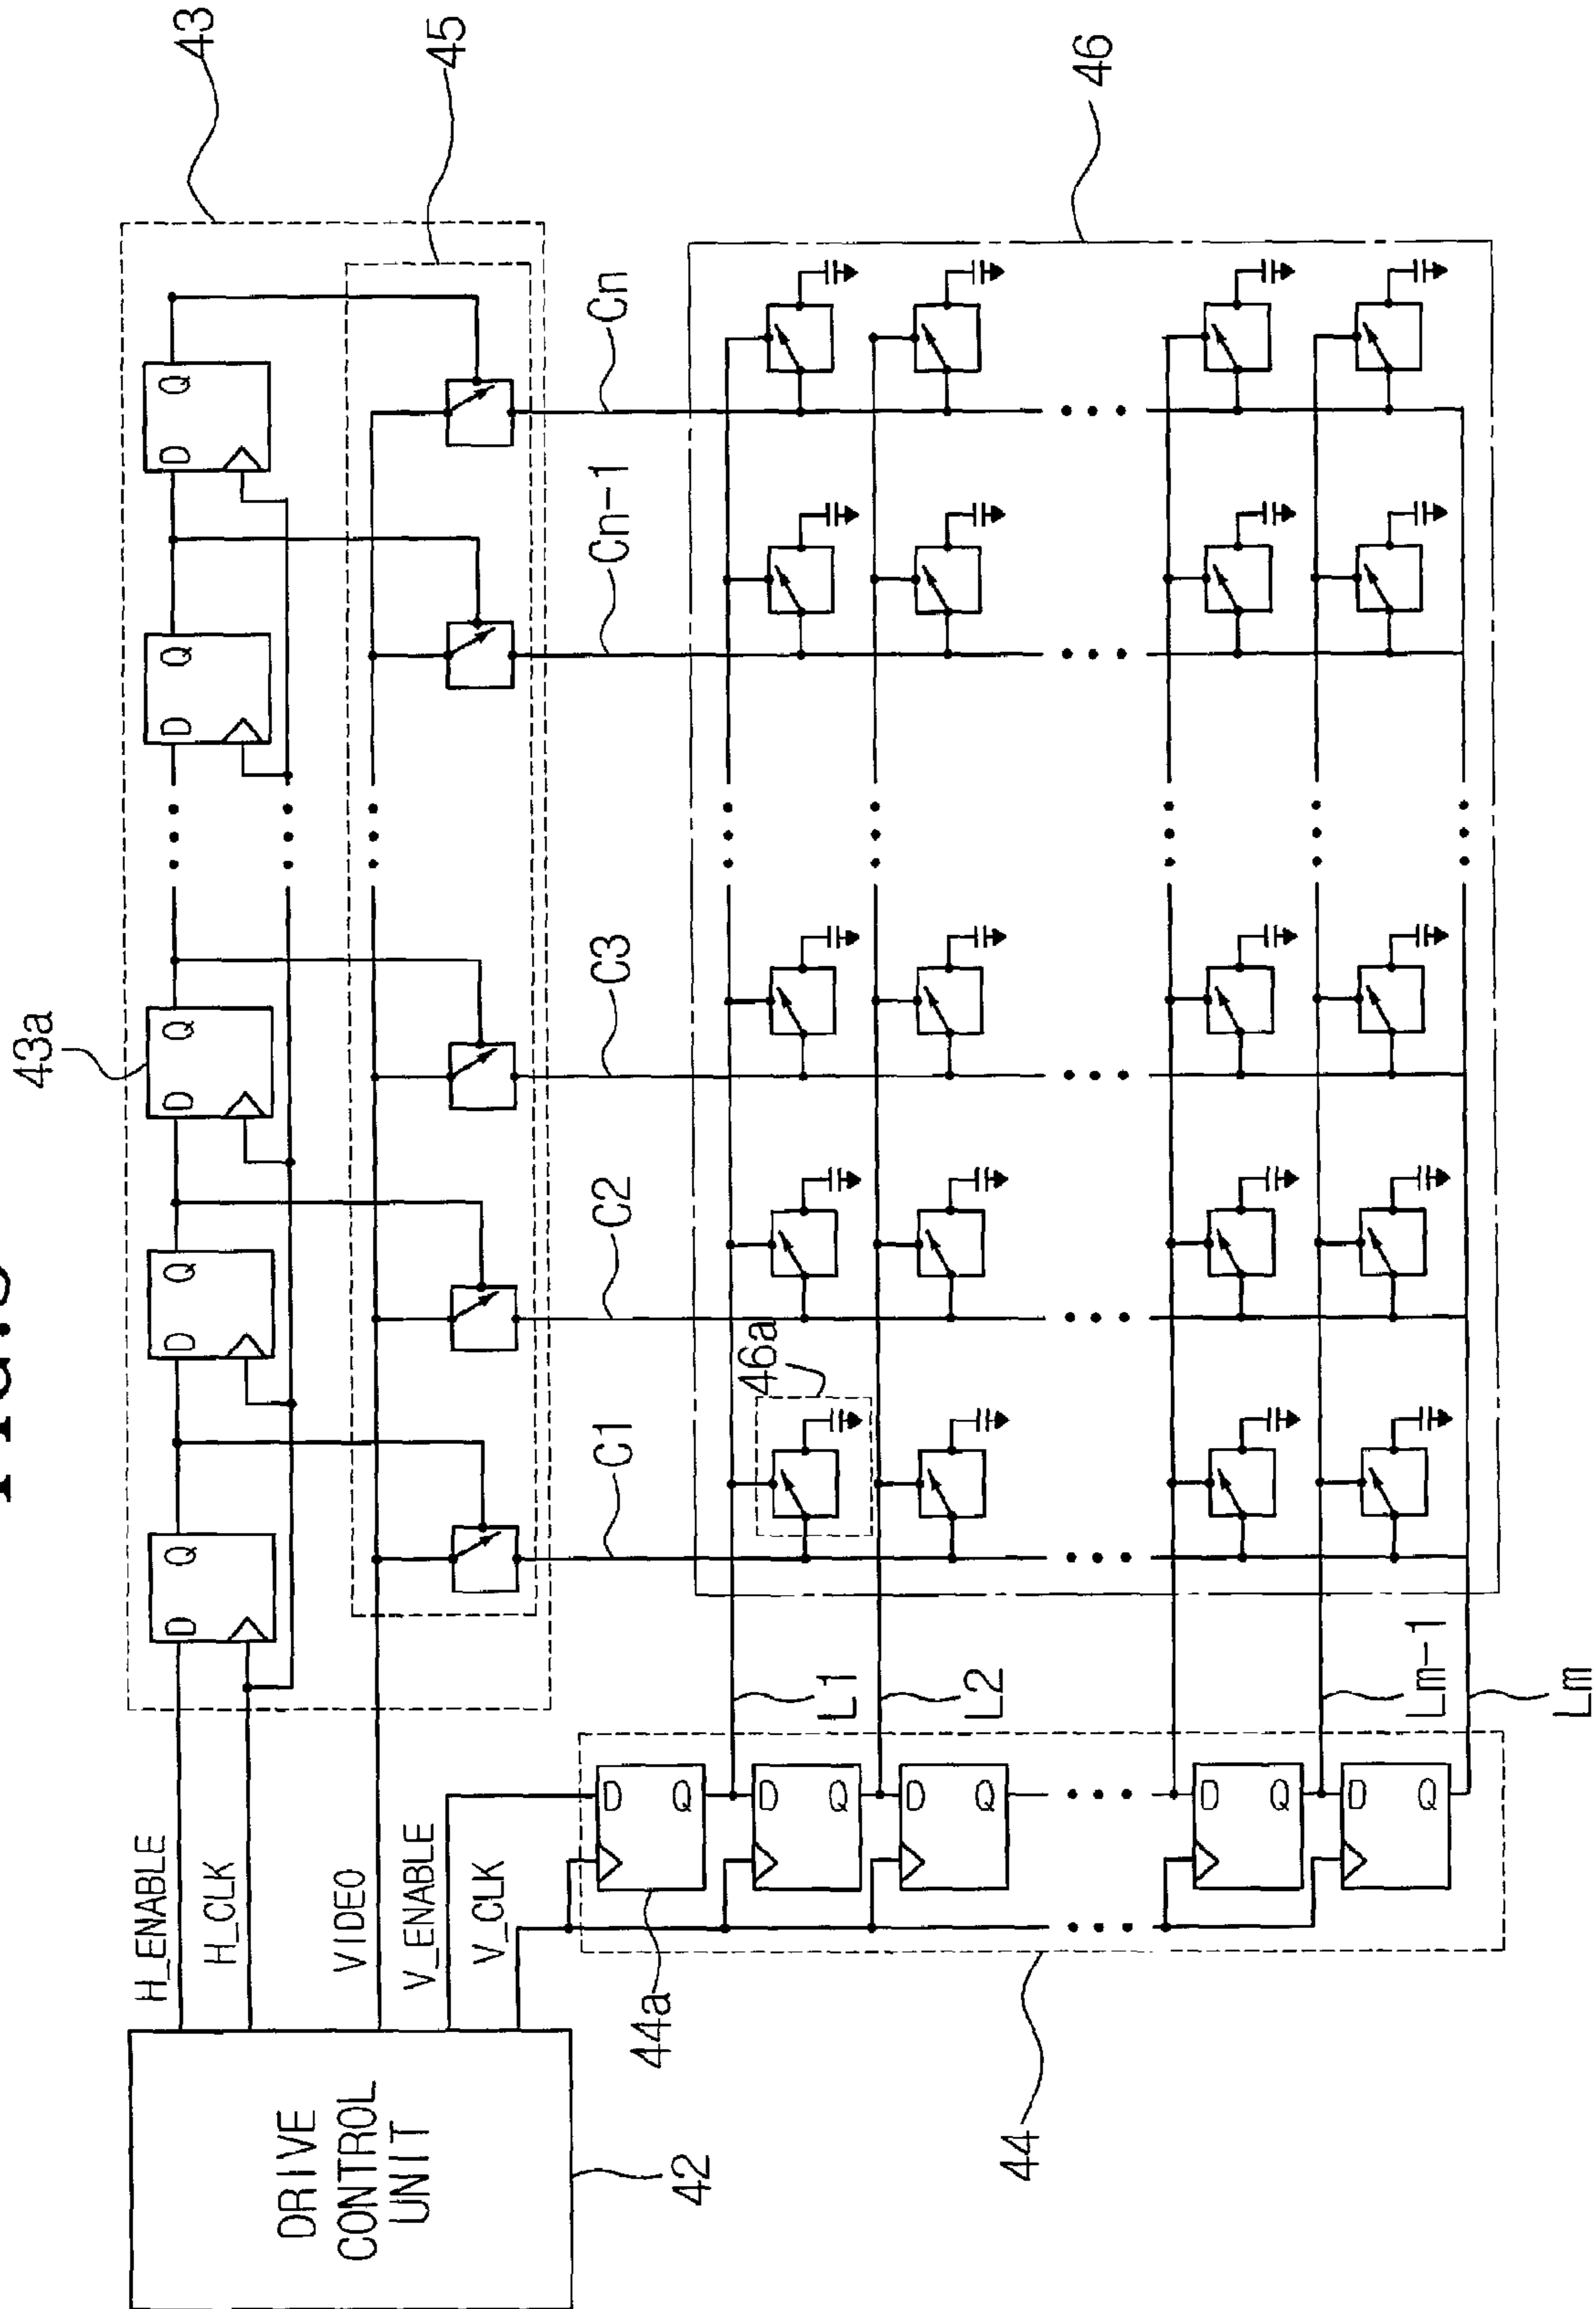 43
45
46
43a
D Q
D Q
D Q
D Q
D Q
C1
C2
C3
Cn-1
Cn
46a
H_ENABLE
H_CLK
VIDEO
V_ENABLE
V_CLK
DRIVE
CONTROL
UNIT
42
44a
44
D Q
D Q
D Q
D Q
D Q
L1
L2
Lm-1
Lm